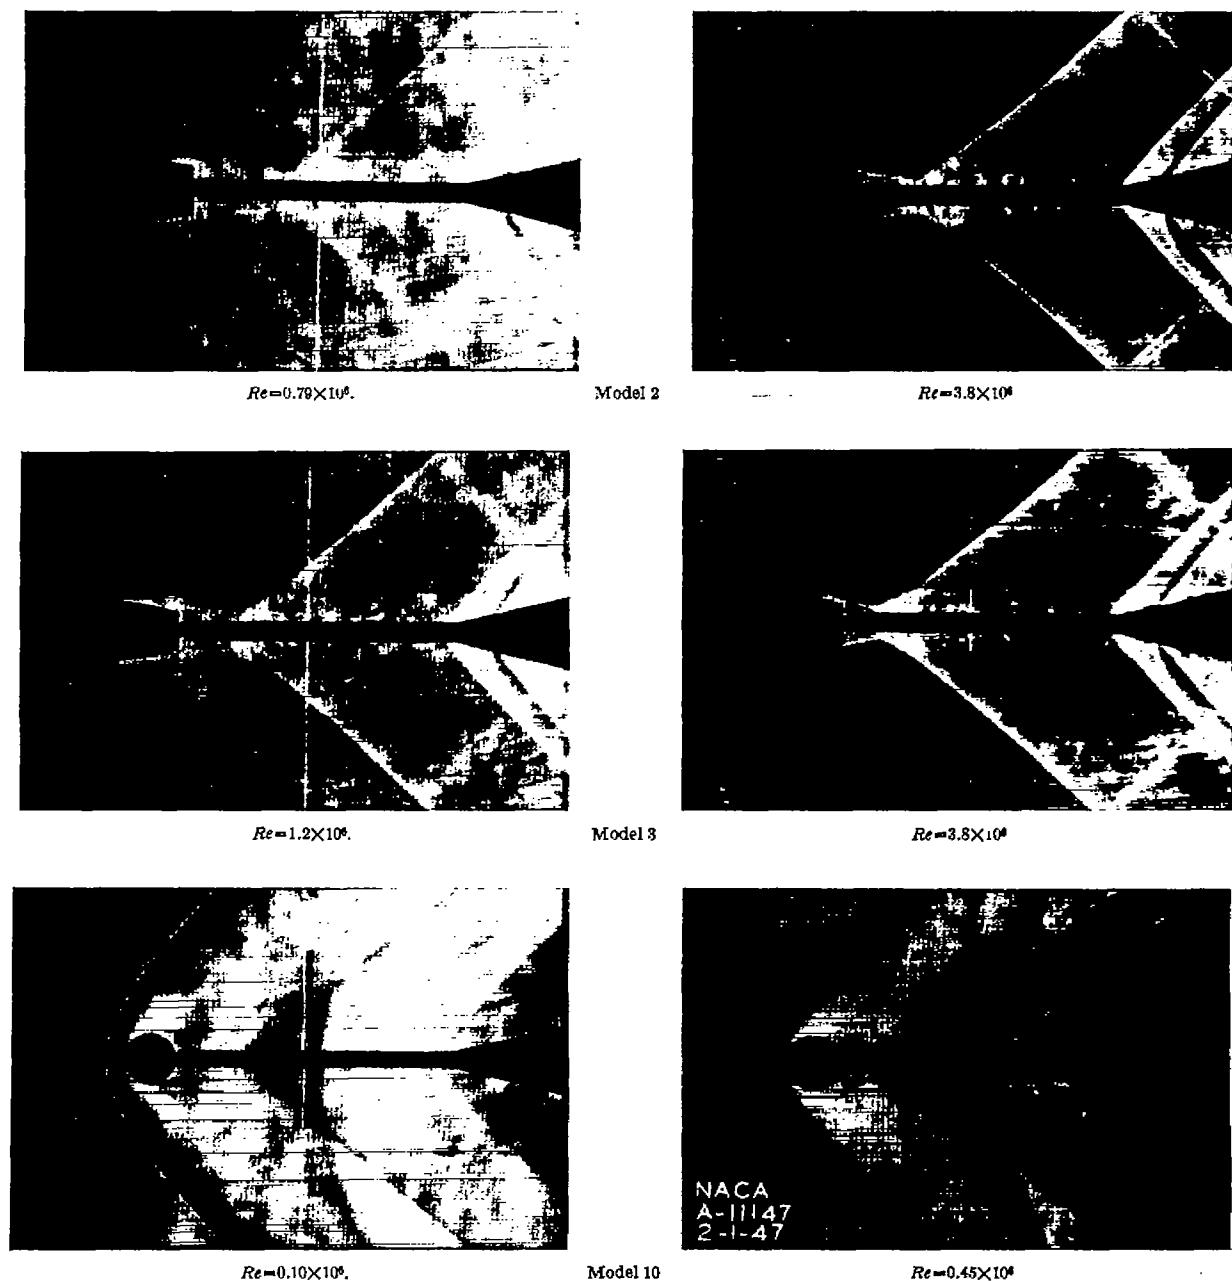 Re=0.79×10⁶.
Model 2
Re=3.8×10⁶
Re=1.2×10⁶.
Model 3
Re=3.8×10⁶
NACA
A-11147
2-1-47
Re=0.10×10⁶.
Model 10
Re=0.45×10⁶